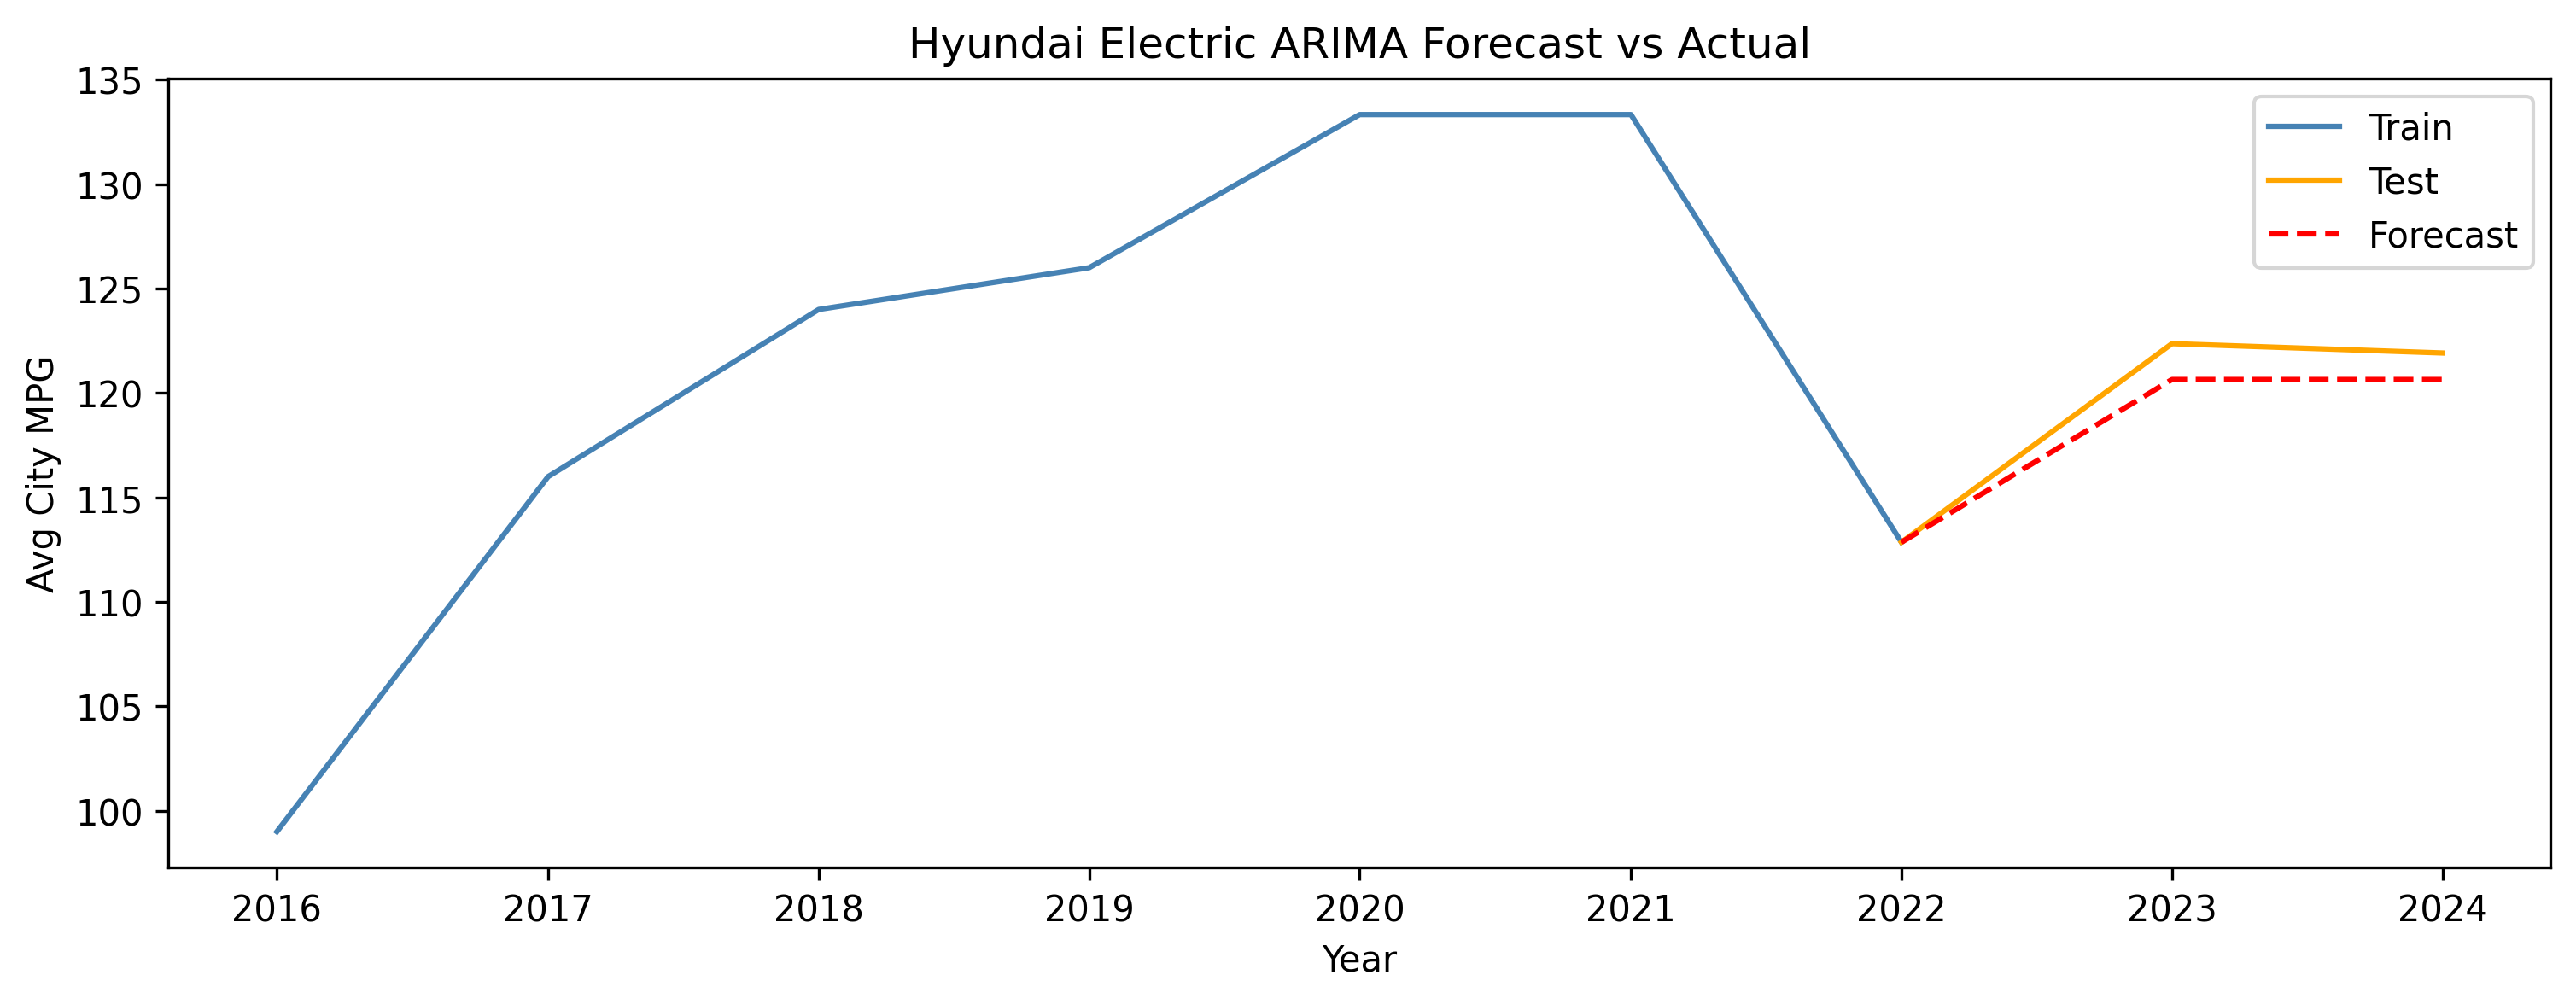 Hyundai Electric ARIMA Forecast vs Actual
135
130
125
120
115
110
105
100
Avg City MPG
Train
Test
Forecast
2016 2017 2018 2019 2020 2021 2022 2023 2024
Year